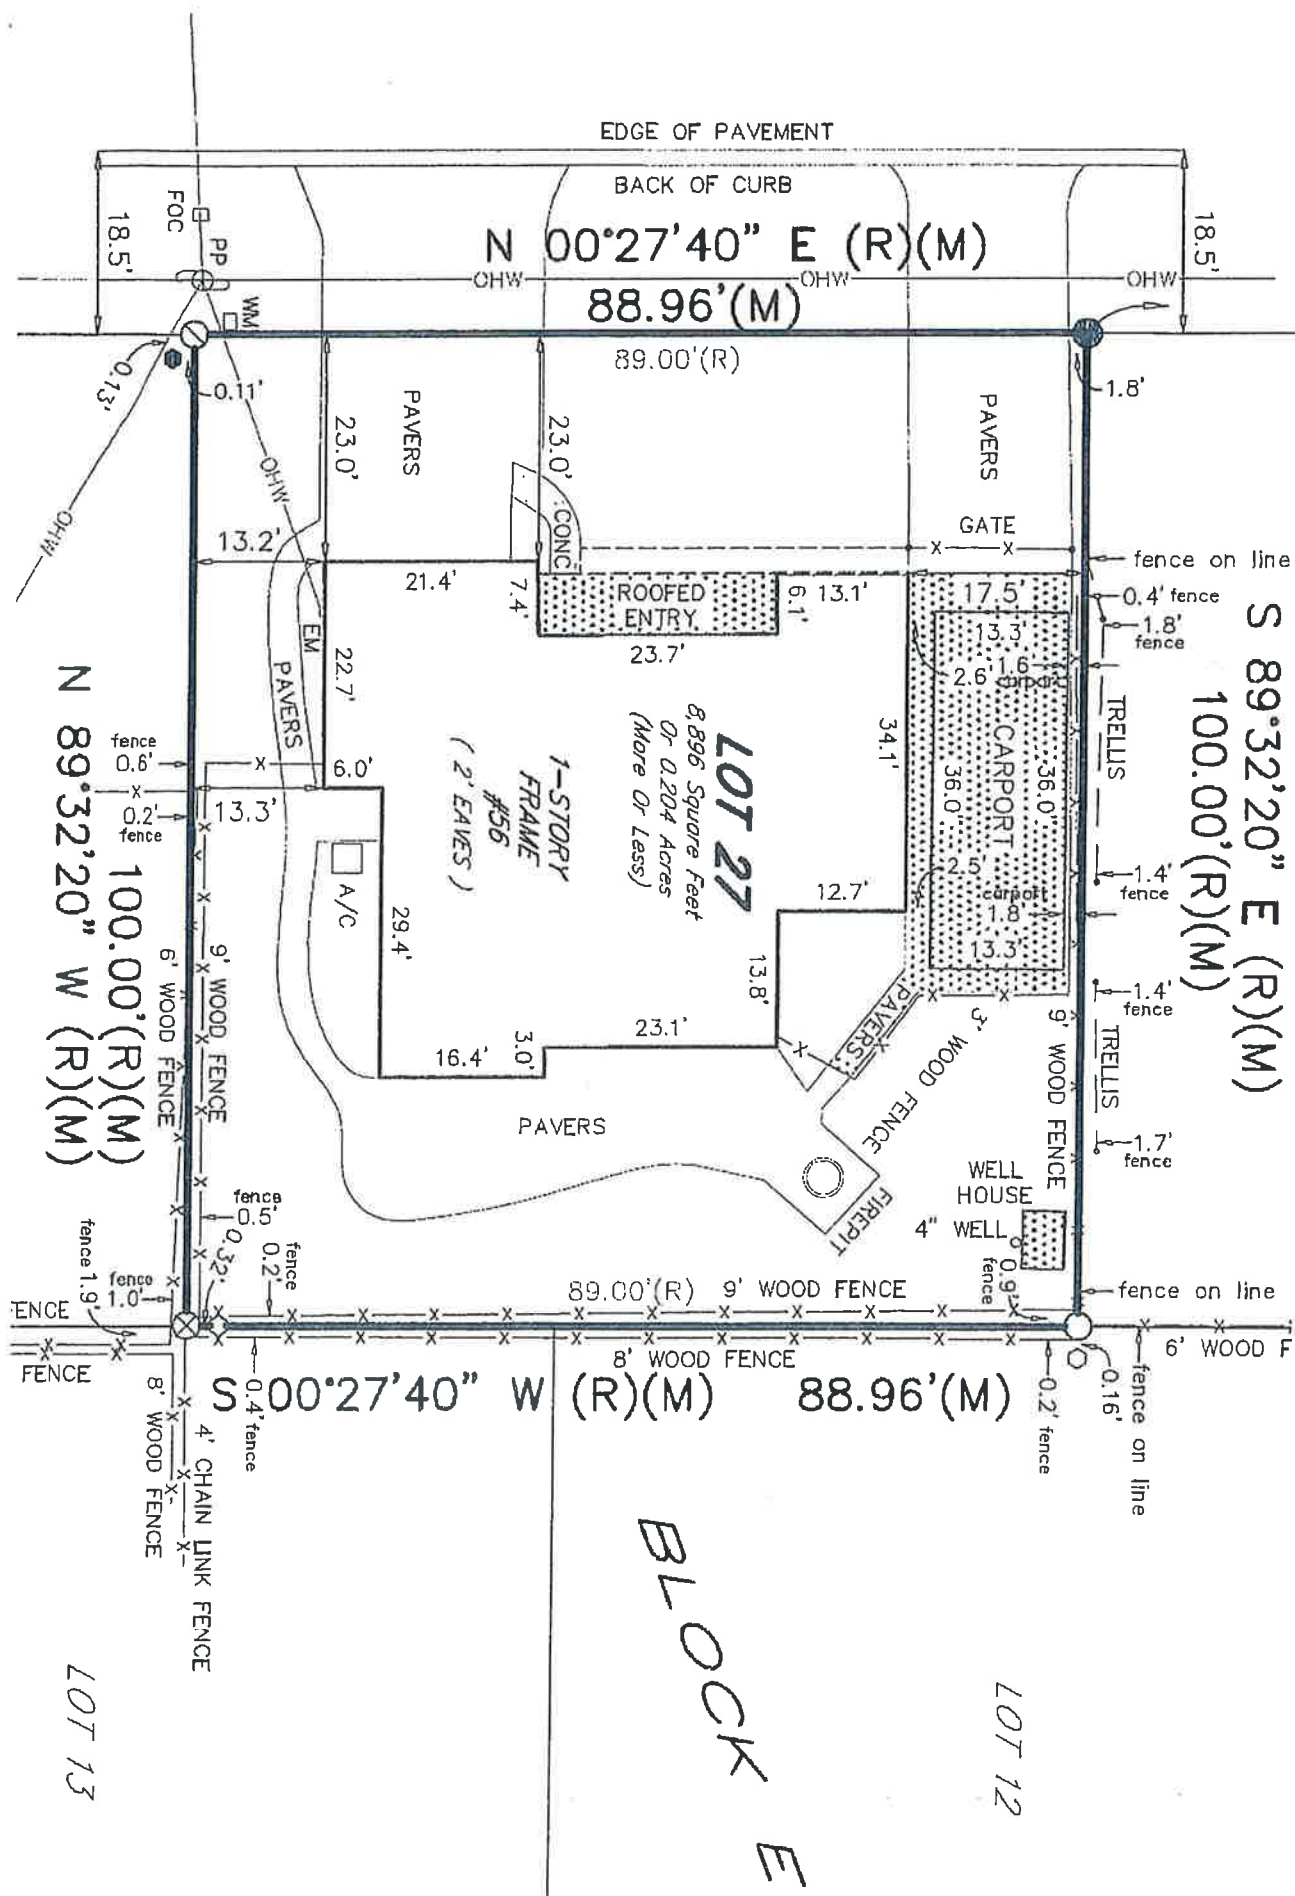 EDGE OF PAVEMENT
BACK OF CURB
18.5'
18.5'
FOC
PP
N 00°27'40" E (R)(M)
OHW
OHW
OHW
88.96'(M)
89.00'(R)
WM
0.13'
0.11'
1.8'
OHW
OHW
23.0'
PAVERS
23.0'
PAVERS
CONC
GATE
13.2'
21.4'
7.4'
ROOFED
ENTRY
6.1'
13.1'
17.5'
fence on line
0.4' fence
1.8'
fence
13.3'
23.7'
2.6'
1.6
carport
EM
22.7'
PAVERS
34.1'
CARPORT
36.0'
36.0'
TRELLIS
S 89°32'20" E (R)(M)
100.00'(R)(M)
LOT 27
8,896 Square Feet
Or 0.204 Acres
(More Or Less)
1-STORY
FRAME
#56
( 2' EAVES )
fence
0.6'
6.0'
0.2'
fence
13.3'
A/C
29.4'
12.7'
2.5'
carport
1.8'
13.3'
1.4'
fence
13.8'
PAVERS
1.4'
fence
3' WOOD FENCE
9' WOOD FENCE
TRELLIS
1.7'
fence
N 89°32'20" W (R)(M)
100.00'(R)(M)
6' WOOD FENCE
9' WOOD FENCE
16.4'
3.0'
23.1'
PAVERS
FIREPIT
WELL
HOUSE
4" WELL
0.9'
fence
fence
0.5'
0.32'
fence
0.2'
fence 1.9'
fence
1.0'
89.00'(R)
9' WOOD FENCE
fence on line
ENCE
FENCE
8' WOOD FENCE
6' WOOD F
S 00°27'40" W (R)(M)
88.96'(M)
0.4' fence
0.2' fence
0.16'
fence on line
8' WOOD FENCE
4' CHAIN LINK FENCE
BLOCK E
LOT 13
LOT 12